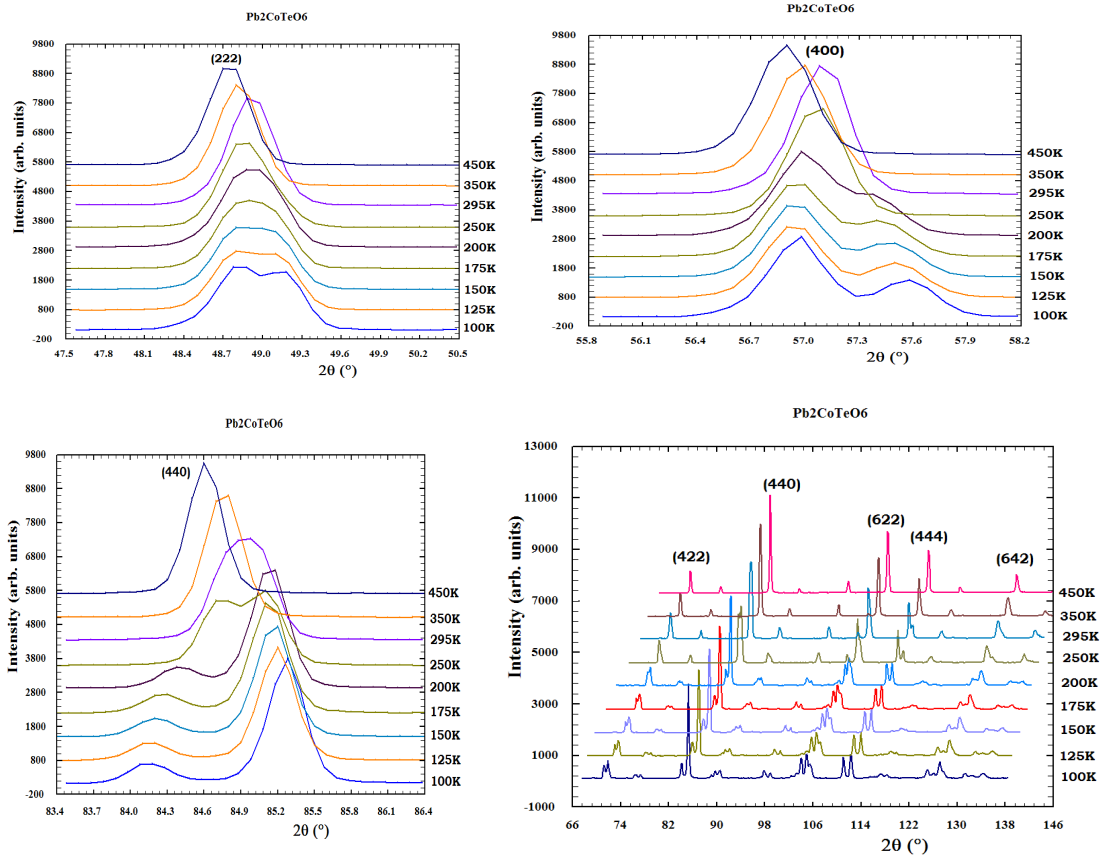 Pb2CoTeO6
9800
8800
7800
6800
5800
4800
3800
2800
1800
800
-200
Intensity (arb. units)
(222)
450K
350K
295K
250K
200K
175K
150K
125K
100K
47.5 47.8 48.1 48.4 48.7 49.0 49.3 49.6 49.9 50.2 50.5
2θ (°)
Pb2CoTeO6
9800
8800
7800
6800
5800
4800
3800
2800
1800
800
-200
Intensity (arb. units)
(400)
450K
350K
295K
250K
200K
175K
150K
125K
100K
55.8 56.1 56.4 56.7 57.0 57.3 57.6 57.9 58.2
2θ (°)
Pb2CoTeO6
9800
8800
7800
6800
5800
4800
3800
2800
1800
800
-200
Intensity (arb. units)
(440)
450K
350K
295K
250K
200K
175K
150K
125K
100K
83.4 83.7 84.0 84.3 84.6 84.9 85.2 85.5 85.8 86.1 86.4
2θ (°)
Pb2CoTeO6
13000
11000
9000
7000
5000
3000
1000
-1000
Intensity (arb. units)
(422)
(440)
(622)
(444)
(642)
450K
350K
295K
250K
200K
175K
150K
125K
100K
66 74 82 90 98 106 114 122 130 138 146
2θ (°)